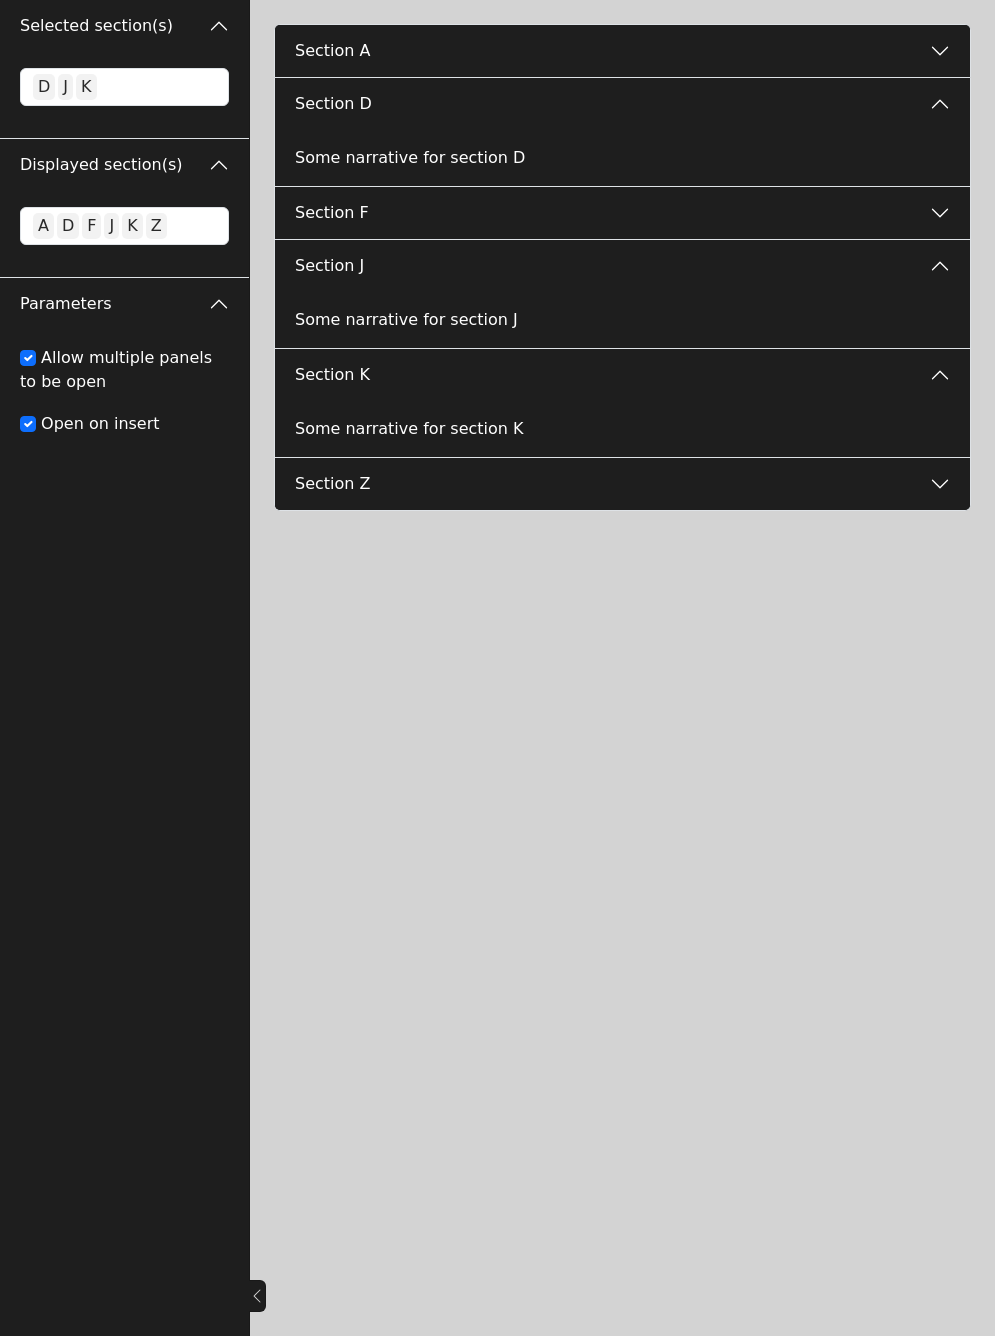 Selected section(s)
D J K
Displayed section(s)
A D F J K Z
Parameters
Allow multiple panels
to be open
Open on insert
Section A
Section D
Some narrative for section D
Section F
Section J
Some narrative for section J
Section K
Some narrative for section K
Section Z